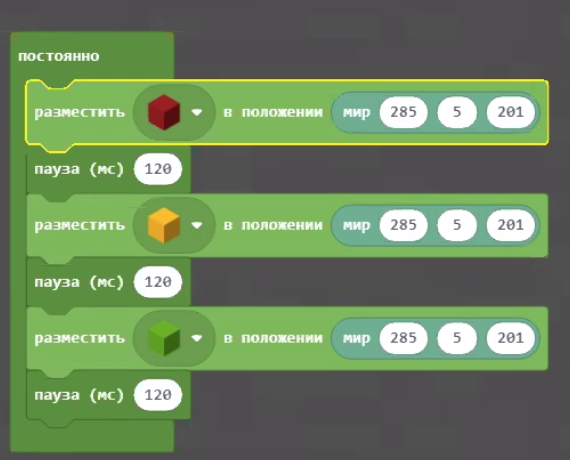 постоянно
разместить в положении мир 285 5 201
пауза (мс) 120
разместить в положении мир 285 5 201
пауза (мс) 120
разместить в положении мир 285 5 201
пауза (мс) 120